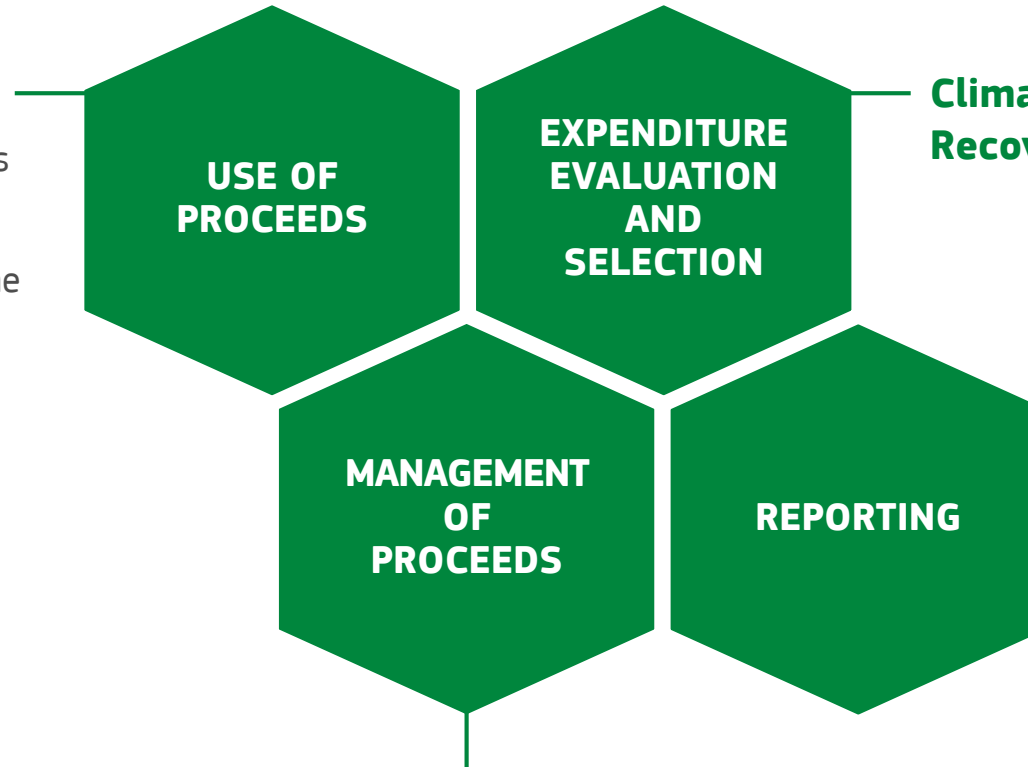 USE OF
PROCEEDS
EXPENDITURE
EVALUATION
AND
SELECTION
MANAGEMENT
OF
PROCEEDS
REPORTING